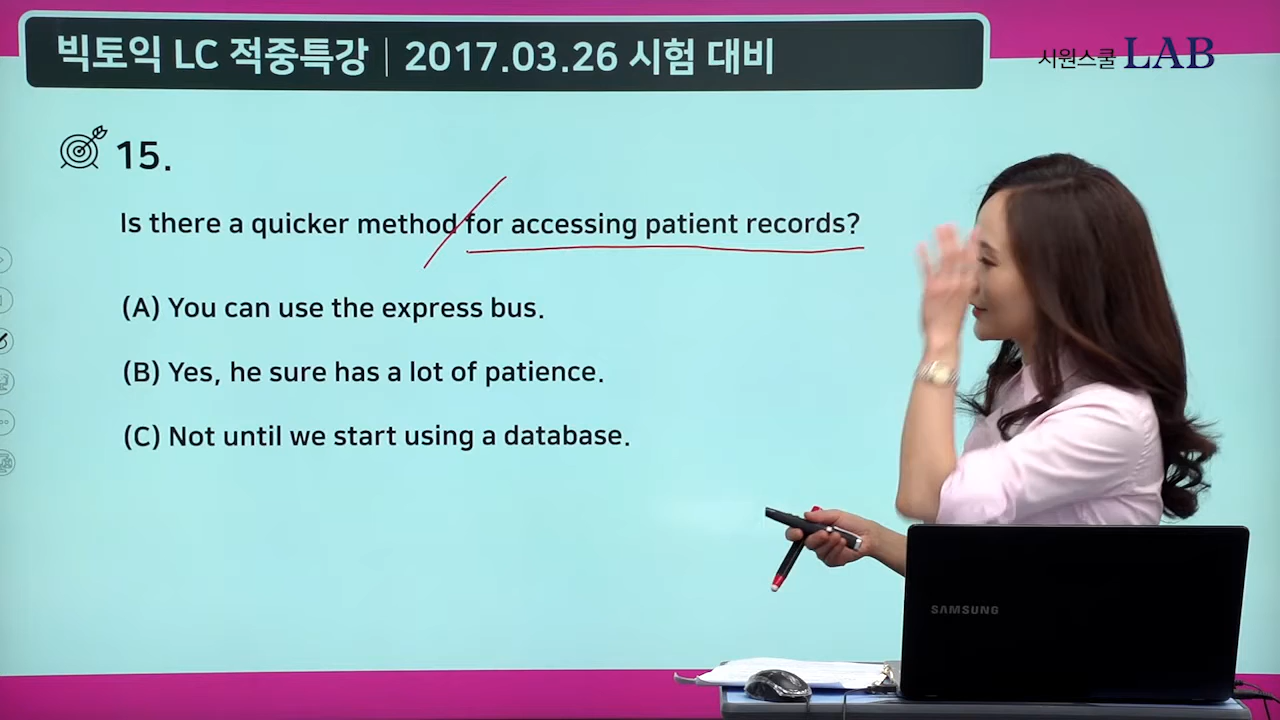 빅토익 LC 적중특강 | 2017.03.26 시험 대비
시원스쿨 LAB
15.
Is there a quicker method for accessing patient records?
(A) You can use the express bus.
(B) Yes, he sure has a lot of patience.
(C) Not until we start using a database.
SAMSUNG